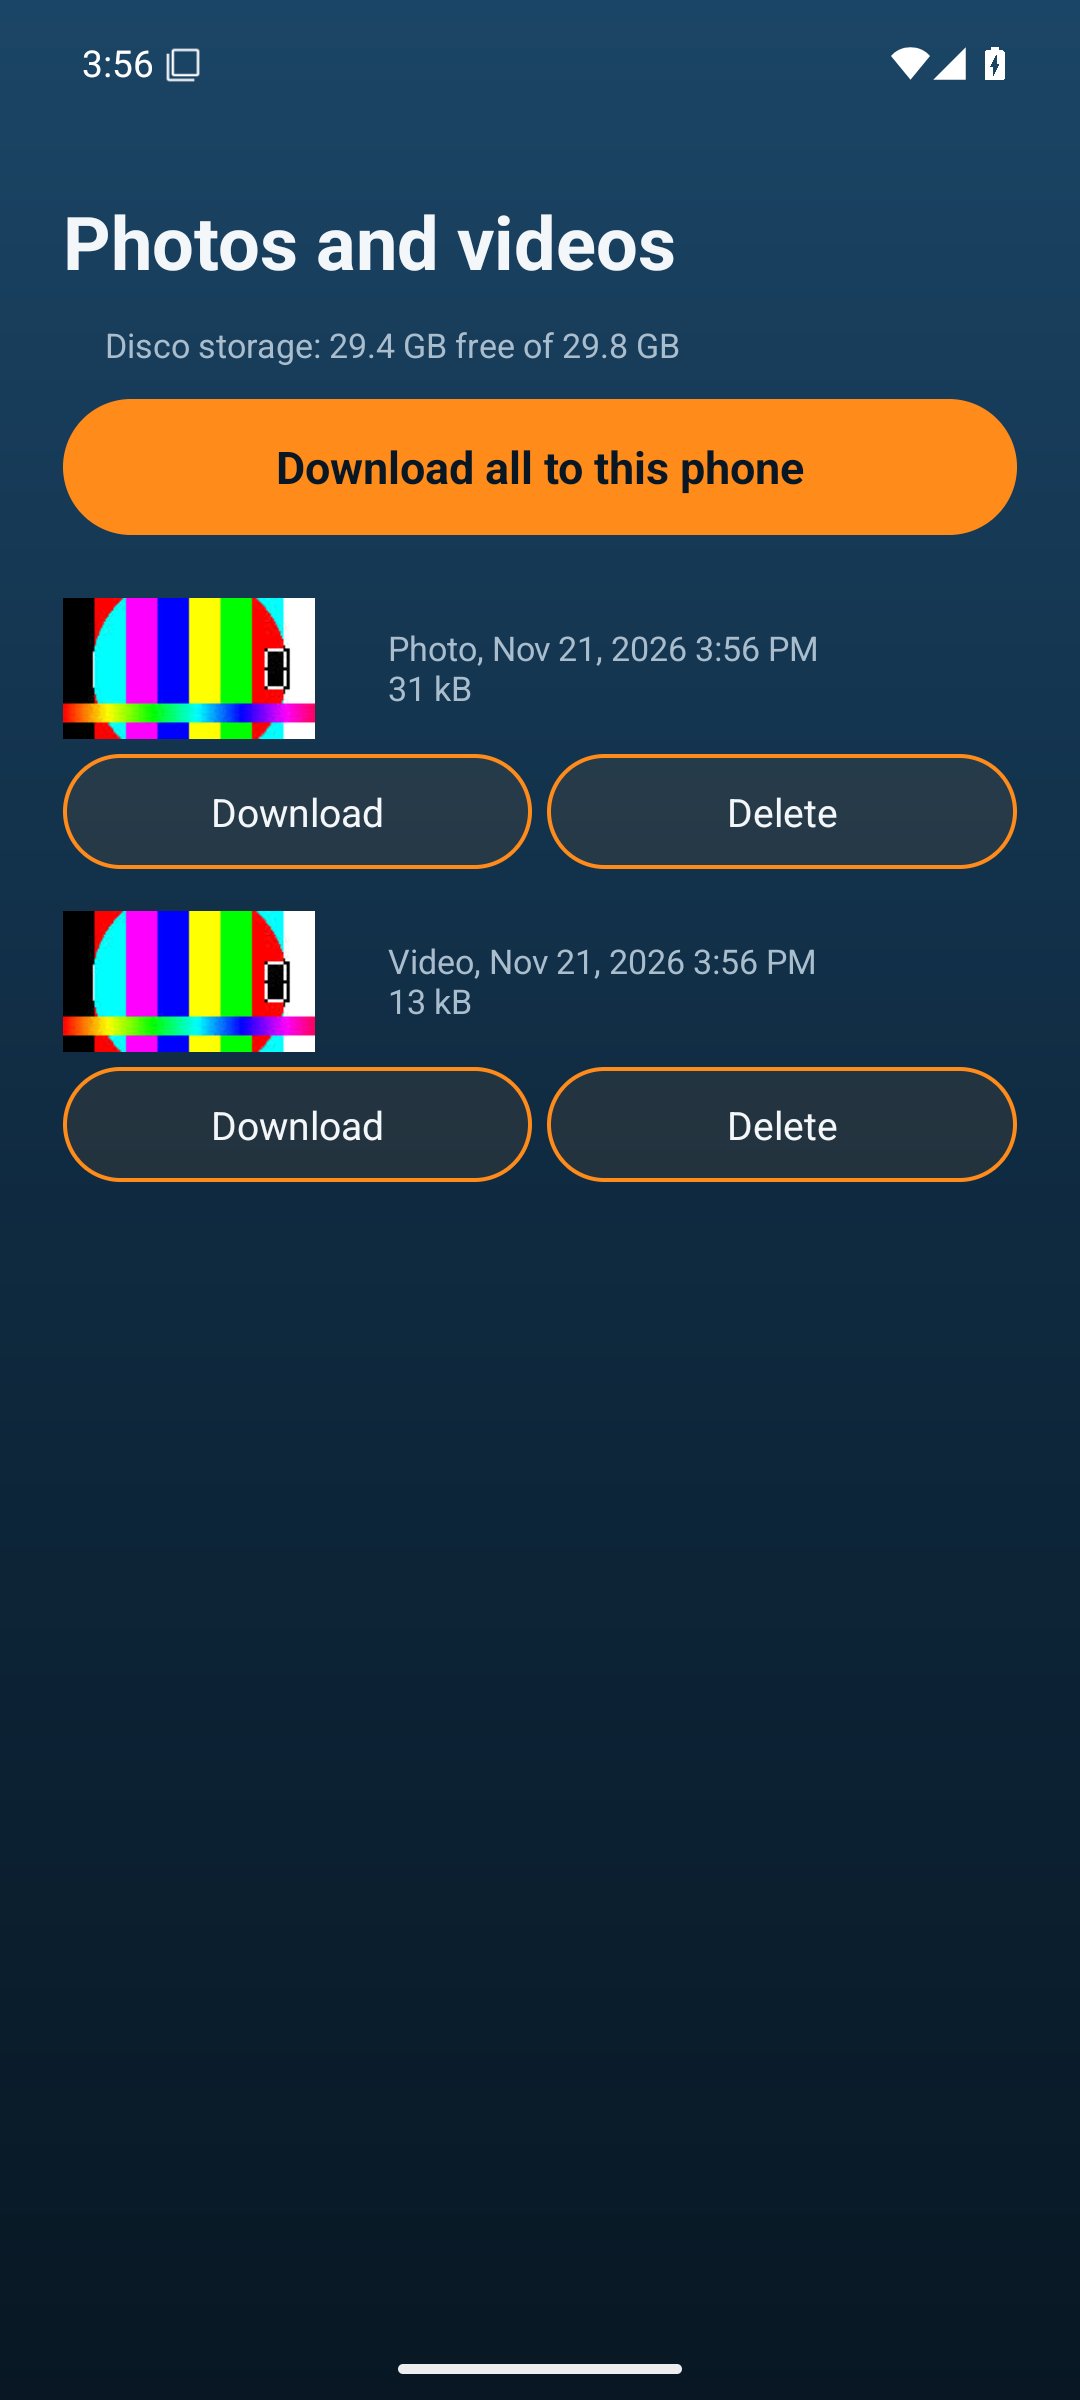 3:56
Photos and videos
Disco storage: 29.4 GB free of 29.8 GB
Download all to this phone
Photo, Nov 21, 2026 3:56 PM
31 kB
Download
Delete
Video, Nov 21, 2026 3:56 PM
13 kB
Download
Delete